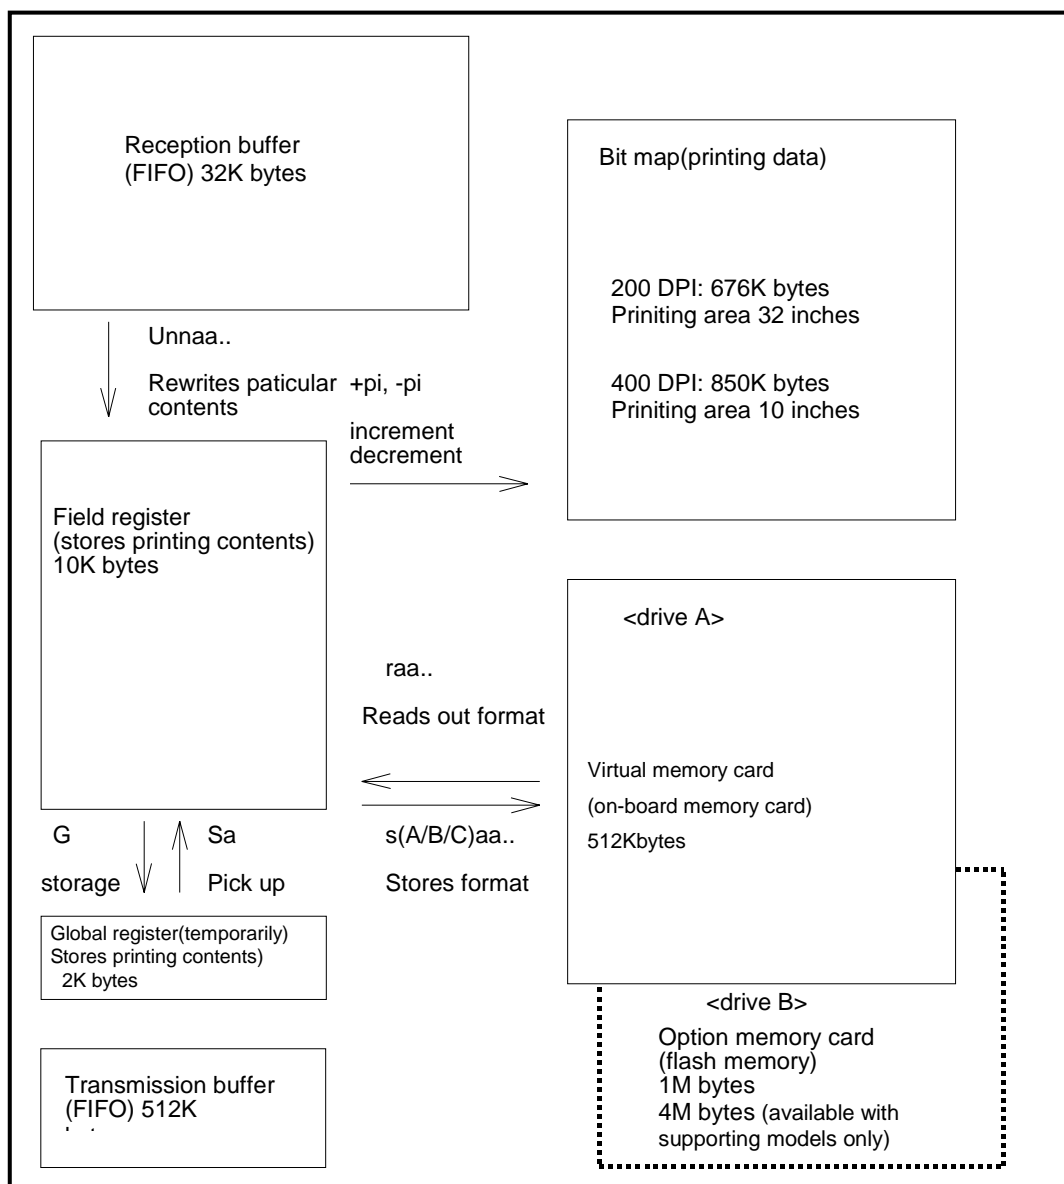 Reception buffer
(FIFO) 32K bytes
Bit map(printing data)
200 DPI: 676K bytes
Priniting area 32 inches
400 DPI: 850K bytes
Priniting area 10 inches
Unnaa..
Rewrites paticular
contents
+pi, -pi
increment
decrement
Field register
(stores printing contents)
10K bytes
<drive A>
raa..
Reads out format
Virtual memory card
(on-board memory card)
512Kbytes
s(A/B/C)aa..
Stores format
G
storage
Sa
Pick up
Global register(temporarily)
Stores printing contents)
2K bytes
<drive B>
Option memory card
(flash memory)
1M bytes
4M bytes (available with
supporting models only)
Transmission buffer
(FIFO) 512K